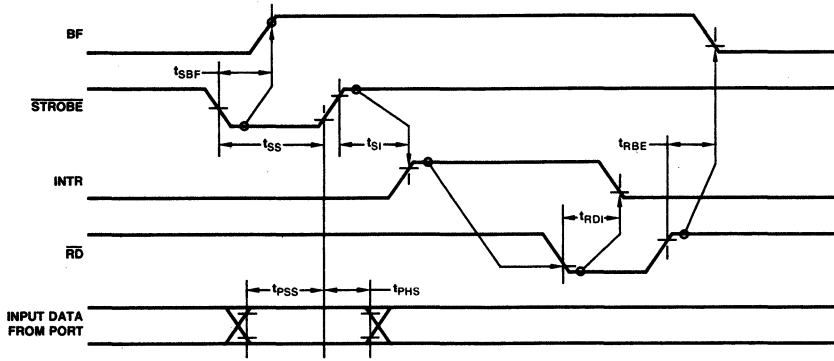 BF
tSBF
STROBE
tSS
tSI
tRBE
INTR
tRDI
RD
tPSS
tPHS
INPUT DATA
FROM PORT